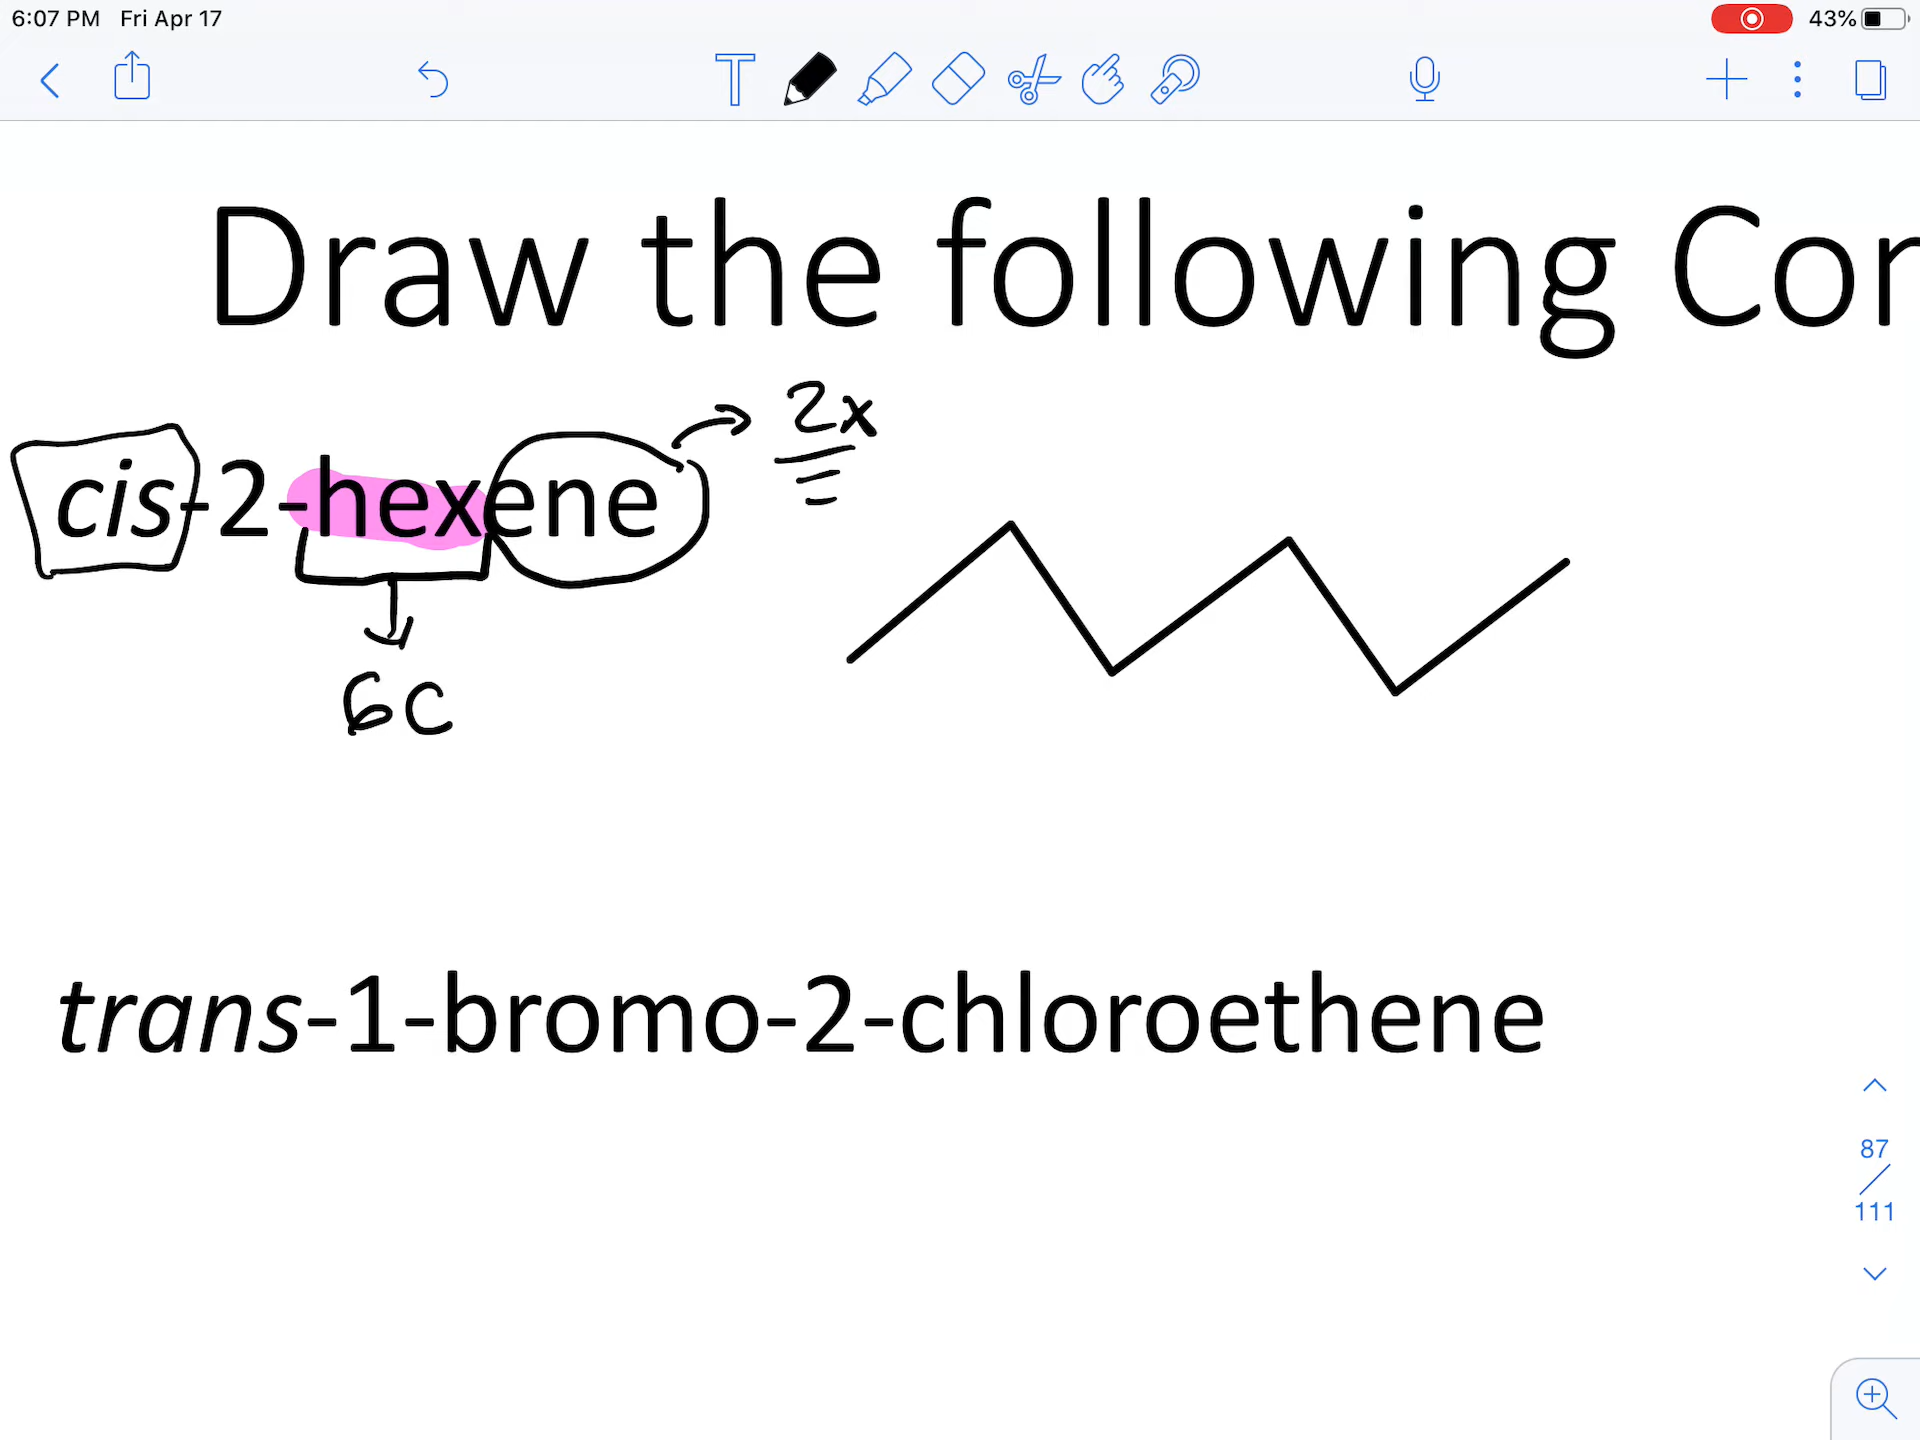 6:07 PM Fri Apr 17
43%
T
Draw the following Cor
2x
cis-2-hexene
6C
trans-1-bromo-2-chloroethene
87
111